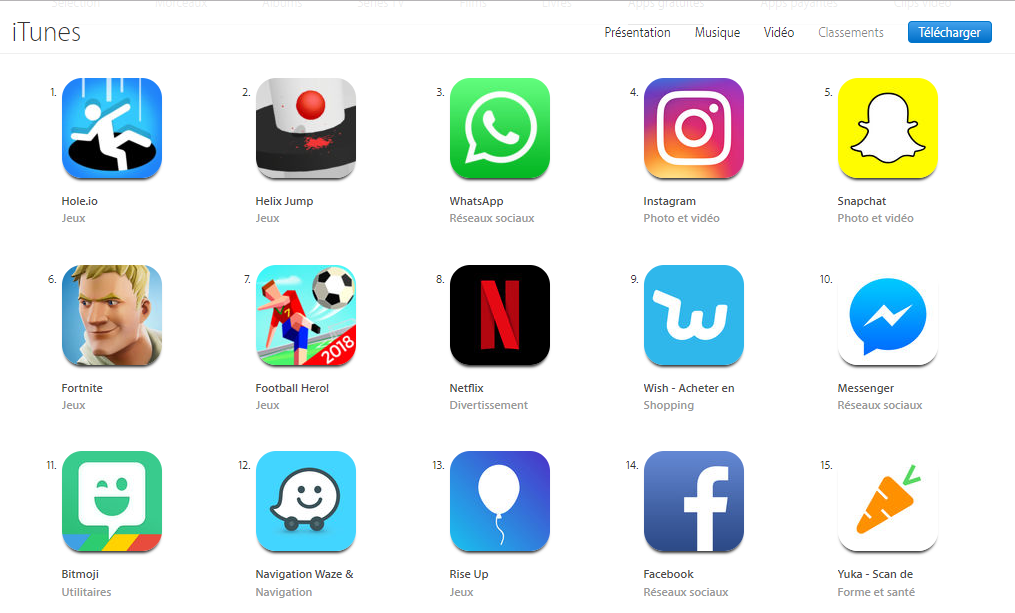 Sélection Morceaux Albums Séries TV Films Livres Apps gratuites Apps payantes Clips vidéo
iTunes
Présentation Musique Vidéo Classements Télécharger
1. 2. 3. 4. 5.
Hole.io Helix Jump WhatsApp Instagram Snapchat
Jeux Jeux Réseaux sociaux Photo et vidéo Photo et vidéo
6. 7. 8. 9. 10.
2018
Fortnite Football Hero! Netflix Wish - Acheter en Messenger
Jeux Jeux Divertissement Shopping Réseaux sociaux
11. 12. 13. 14. 15.
Bitmoji Navigation Waze & Rise Up Facebook Yuka - Scan de
Utilitaires Navigation Jeux Réseaux sociaux Forme et santé